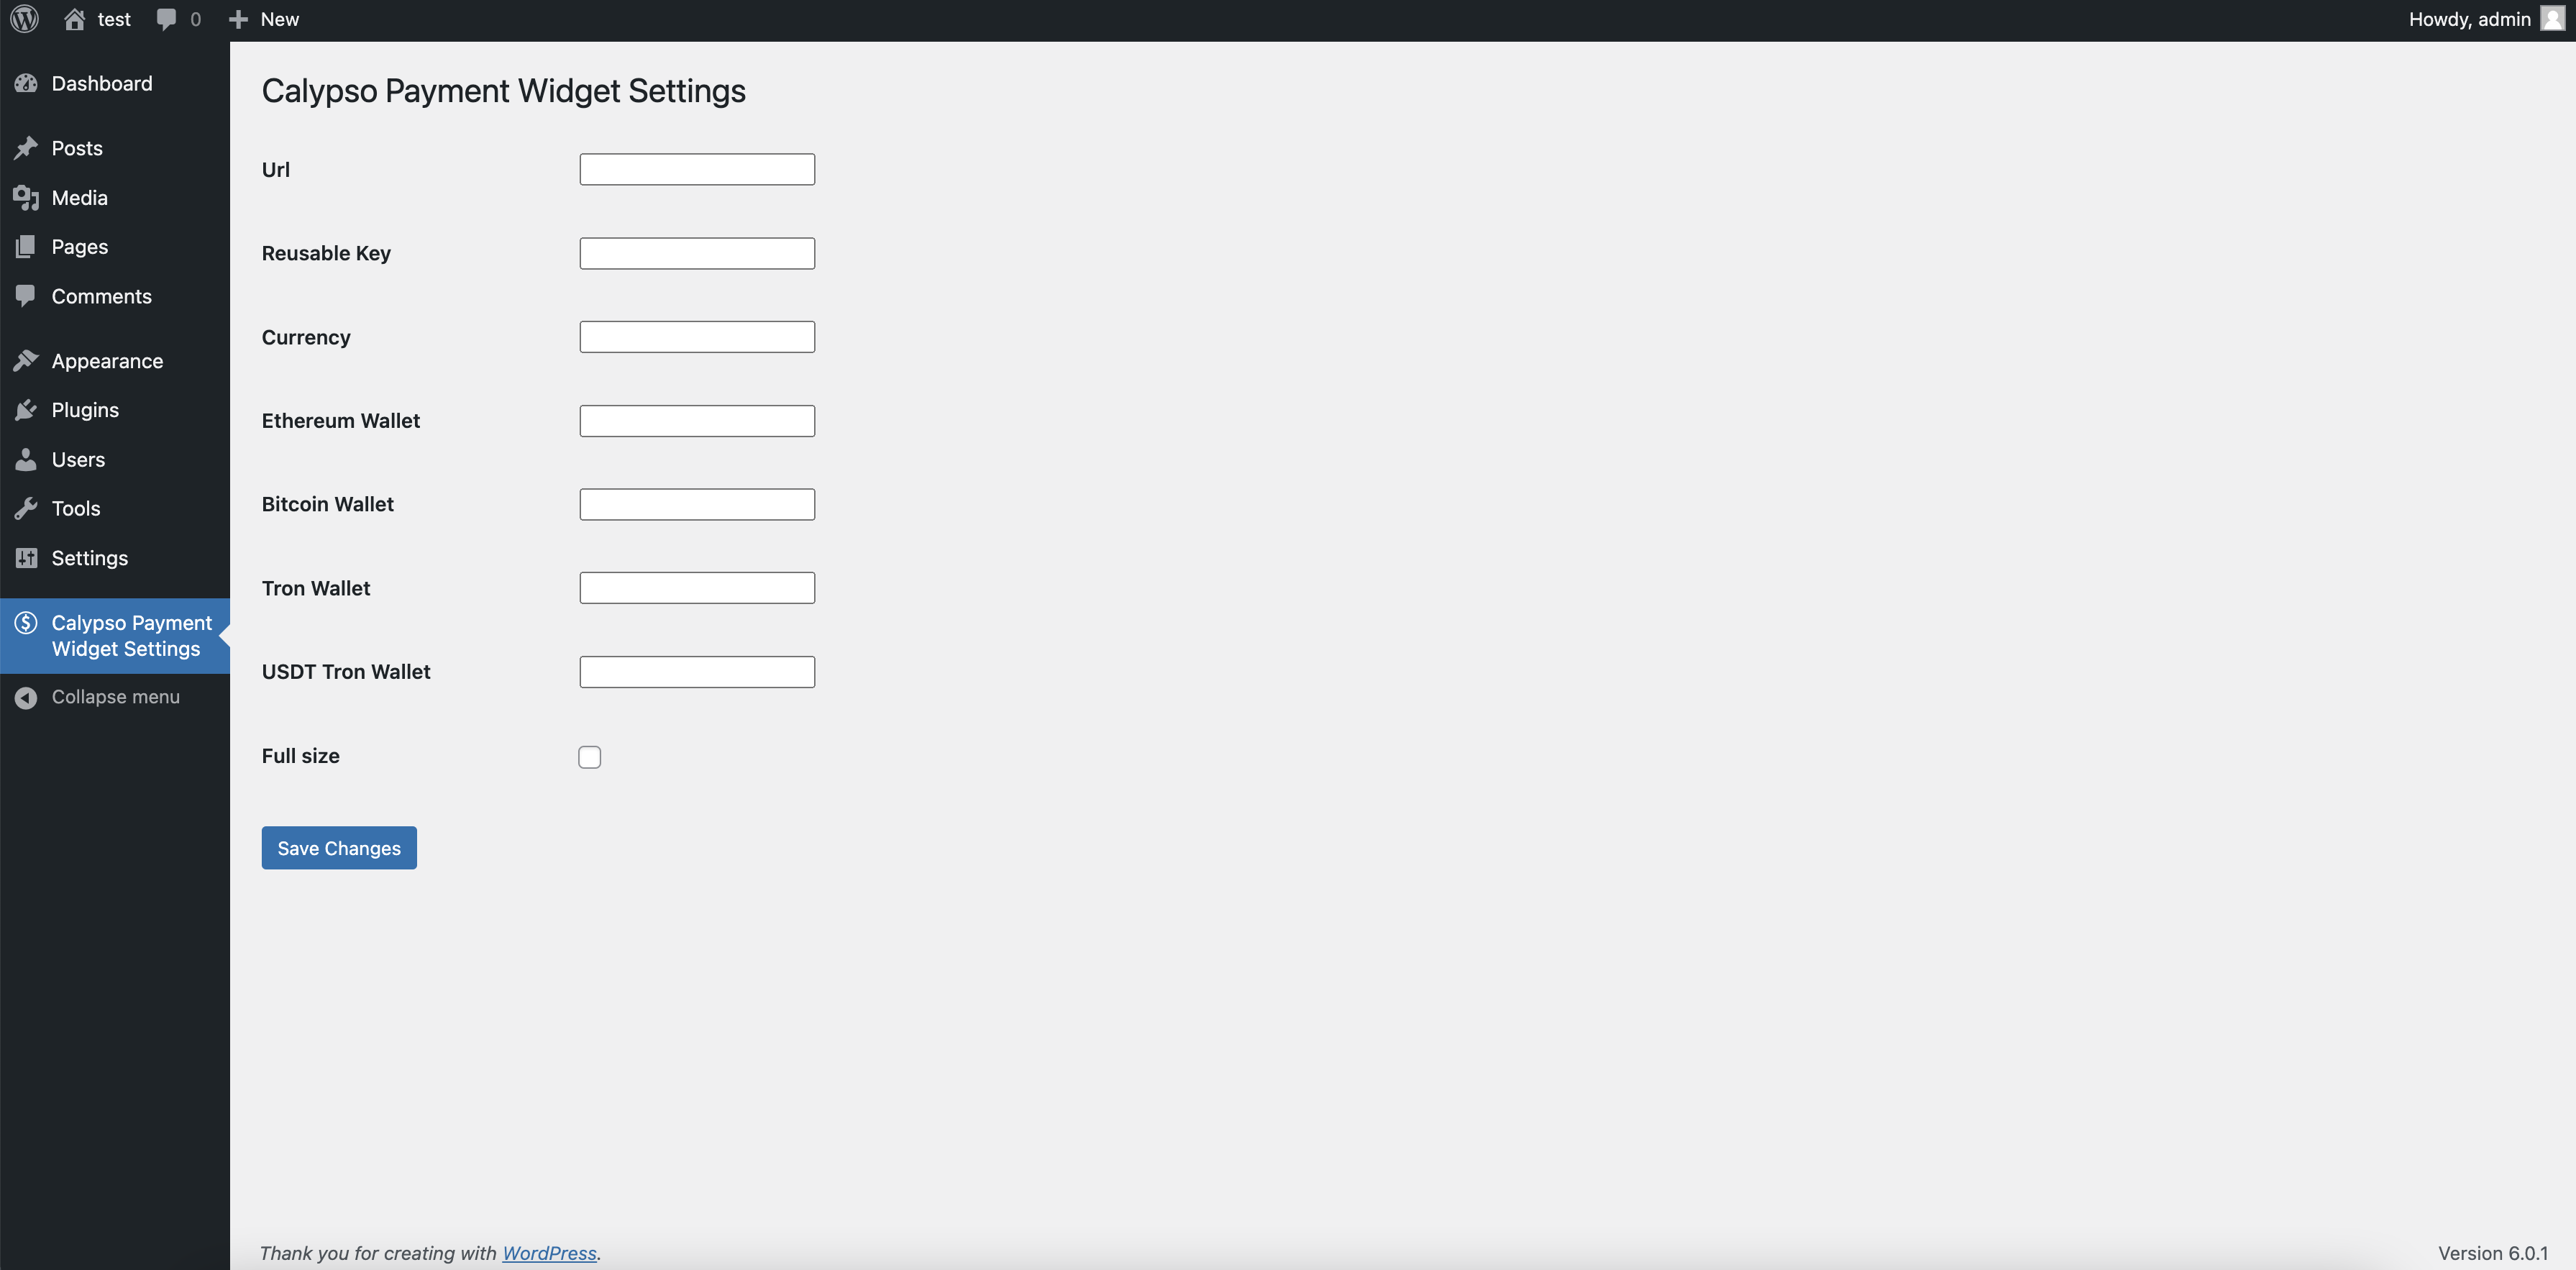 test
0
New
Howdy, admin
Dashboard
Posts
Media
Pages
Comments
Appearance
Plugins
Users
Tools
Settings
Calypso Payment
Widget Settings
Collapse menu
Calypso Payment Widget Settings
Url
Reusable Key
Currency
Ethereum Wallet
Bitcoin Wallet
Tron Wallet
USDT Tron Wallet
Full size
Save Changes
Thank you for creating with WordPress.
Version 6.0.1